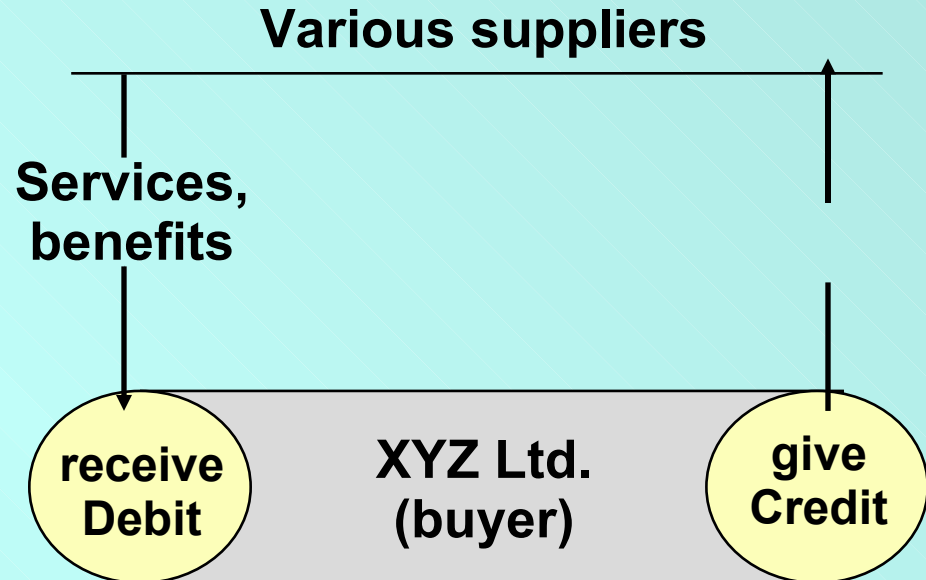 Various suppliers
Services,
benefits
receive
Debit
XYZ Ltd.
(buyer)
give
Credit